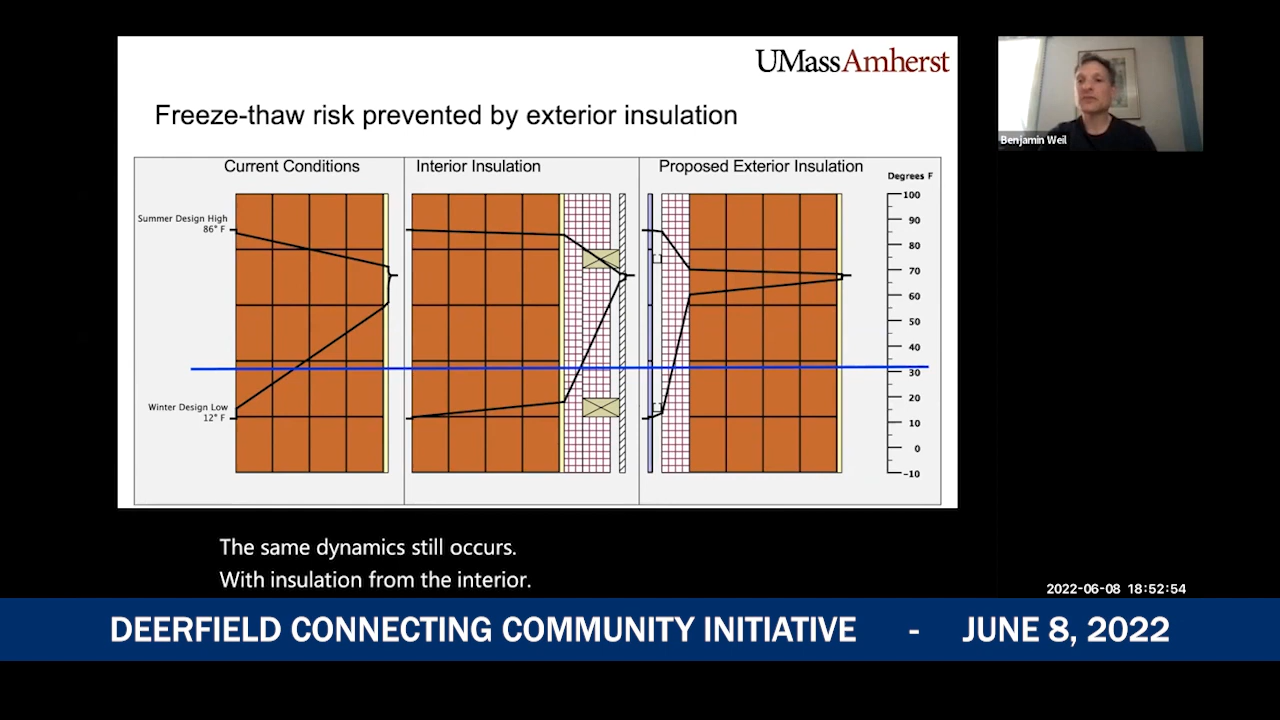 UMassAmherst
Freeze-thaw risk prevented by exterior insulation
Current Conditions
Interior Insulation
Proposed Exterior Insulation
Degrees F
Summer Design High
86° F
Winter Design Low
12° F
100
90
80
70
60
50
40
30
20
10
0
-10
Benjamin Weil
The same dynamics still occurs.
With insulation from the interior.
2022-06-08 18:52:54
DEERFIELD CONNECTING COMMUNITY INITIATIVE - JUNE 8, 2022